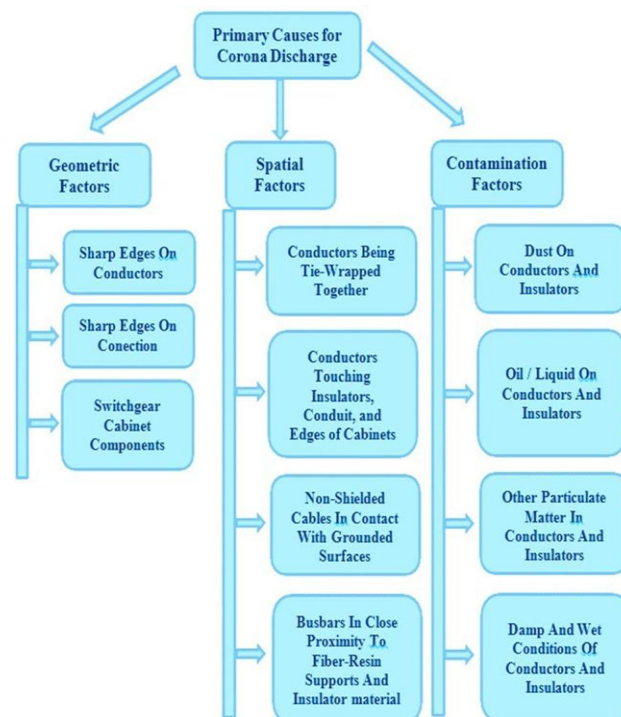 Primary Causes for
Corona Discharge
Geometric
Factors
Sharp Edges On
Conductors
Sharp Edges On
Conection
Switchgear
Cabinet
Components
Spatial
Factors
Conductors Being
Tie-Wrapped
Together
Conductors
Touching
Insulators,
Conduit, and
Edges of Cabinets
Non-Shielded
Cables In Contact
With Grounded
Surfaces
Busbars In Close
Proximity To
Fiber-Resin
Supports And
Insulator material
Contamination
Factors
Dust On
Conductors And
Insulators
Oil / Liquid On
Conductors And
Insulators
Other Particulate
Matter In
Conductors And
Insulators
Damp And Wet
Conditions Of
Conductors And
Insulators